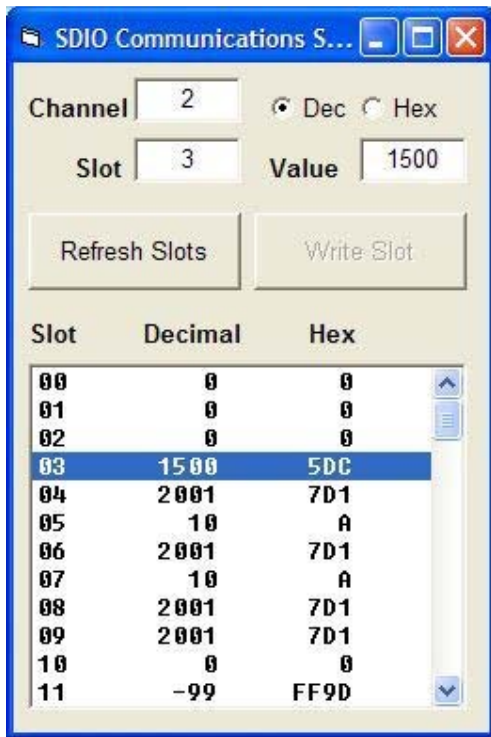 SDIO Communications S...
Channel 2 Dec Hex
Slot 3 Value 1500
Refresh Slots Write Slot
Slot Decimal Hex
00 0 0
01 0 0
02 0 0
03 1500 5DC
04 2001 7D1
05 10 A
06 2001 7D1
07 10 A
08 2001 7D1
09 2001 7D1
10 0 0
11 -99 FF9D